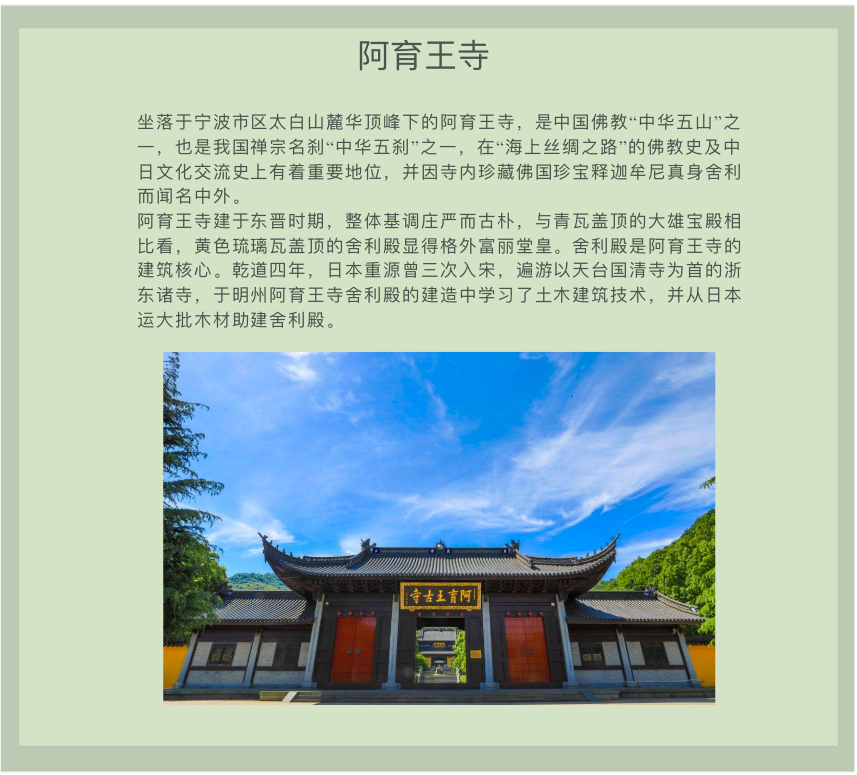 阿育王寺
坐落于宁波市区太白山麓华顶峰下的阿育王寺，是中国佛教“中华五山”之
一，也是我国禅宗名刹“中华五刹”之一，在“海上丝绸之路”的佛教史及中
日文化交流史上有着重要地位，并因寺内珍藏佛国珍宝释迦牟尼真身舍利
而闻名中外。
阿育王寺建于东晋时期，整体基调庄严而古朴，与青瓦盖顶的大雄宝殿相
比看，黄色琉璃瓦盖顶的舍利殿显得格外富丽堂皇。舍利殿是阿育王寺的
建筑核心。乾道四年，日本重源曾三次入宋，遍游以天台国清寺为首的浙
东诸寺，于明州阿育王寺舍利殿的建造中学习了土木建筑技术，并从日本
运大批木材助建舍利殿。
阿育王古寺